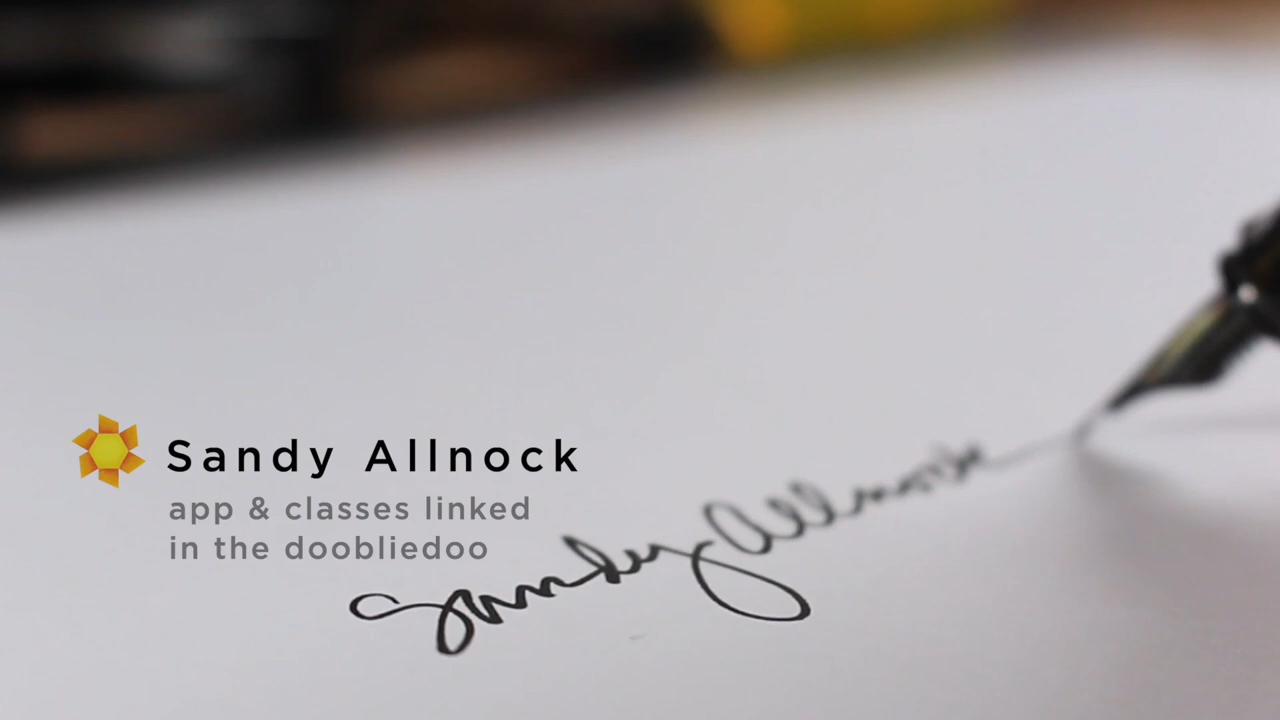 Sandy Allnock
app & classes linked
in the doobliedoo
Sandy Allnock